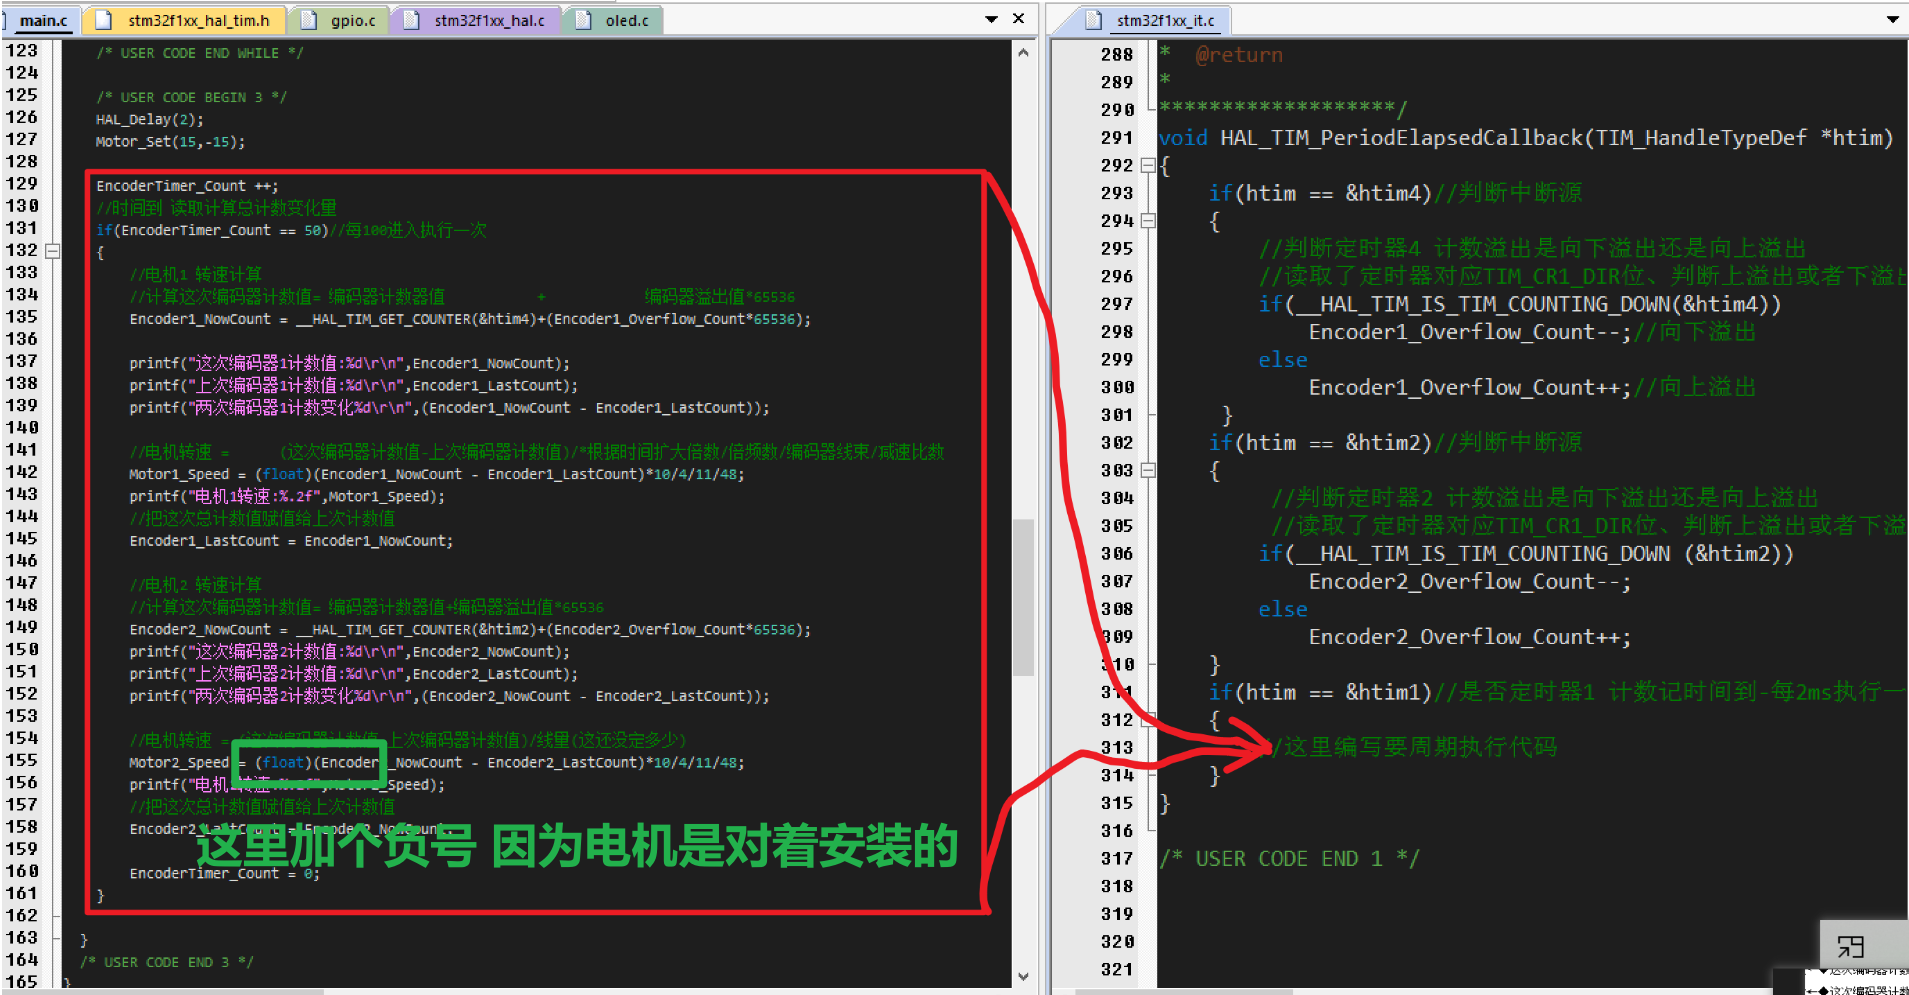 main.c stm32f1xx_hal_tim.h gpio.c stm32f1xx_hal.c oled.c
123 /* USER CODE END WHILE */
124
125 /* USER CODE BEGIN 3 */
126 HAL_Delay(2);
127 Motor_Set(15,-15);
128
129 EncoderTimer_Count ++;
130 //时间到 读取计算总计数变化量
131 if(EncoderTimer_Count == 50)//每100进入执行一次
132 {
133 //电机1 转速计算
134 //计算这次编码器计数值= 编码器计数器值 + 编码器溢出值*65536
135 Encoder1_NowCount = __HAL_TIM_GET_COUNTER(&htim4)+(Encoder1_Overflow_Count*65536);
136
137 printf("这次编码器1计数值:%d\r\n",Encoder1_NowCount);
138 printf("上次编码器1计数值:%d\r\n",Encoder1_LastCount);
139 printf("两次编码器1计数变化%d\r\n",(Encoder1_NowCount - Encoder1_LastCount));
140
141 //电机转速 = (这次编码器计数值-上次编码器计数值)/*根据时间扩大倍数/倍频数/编码器线束/减速比数
142 Motor1_Speed = (float)(Encoder1_NowCount - Encoder1_LastCount)*10/4/11/48;
143 printf("电机1转速:%.2f",Motor1_Speed);
144 //把这次总计数值赋值给上次计数值
145 Encoder1_LastCount = Encoder1_NowCount;
146
147 //电机2 转速计算
148 //计算这次编码器计数值= 编码器计数器值+编码器溢出值*65536
149 Encoder2_NowCount = __HAL_TIM_GET_COUNTER(&htim2)+(Encoder2_Overflow_Count*65536);
150 printf("这次编码器2计数值:%d\r\n",Encoder2_NowCount);
151 printf("上次编码器2计数值:%d\r\n",Encoder2_LastCount);
152 printf("两次编码器2计数变化%d\r\n",(Encoder2_NowCount - Encoder2_LastCount));
153
154 //电机转速 = (这次编码器计数值 上次编码器计数值)/线量(这还没定多少)
155 Motor2_Speed = (float)(Encoder _NowCount - Encoder2_LastCount)*10/4/11/48;
156 printf("电机 转速 _Speed);
157 //把这次总计数值赋值给上次计数值
158 Encoder2_LastCount = Encoder2_NowCount;
这里加个负号 因为电机是对着安装的
159
160 EncoderTimer_Count = 0;
161 }
162
163 }
164 /* USER CODE END 3 */
165 }
stm32f1xx_it.c
288 * @return
289 *
290 *******************/
291 void HAL_TIM_PeriodElapsedCallback(TIM_HandleTypeDef *htim)
292 {
293 if(htim == &htim4)//判断中断源
294 {
295 //判断定时器4 计数溢出是向下溢出还是向上溢出
296 //读取了定时器对应TIM_CR1_DIR位、判断上溢出或者下溢出
297 if(__HAL_TIM_IS_TIM_COUNTING_DOWN(&htim4))
298 Encoder1_Overflow_Count--;//向下溢出
299 else
300 Encoder1_Overflow_Count++;//向上溢出
301 }
302 if(htim == &htim2)//判断中断源
303 {
304 //判断定时器2 计数溢出是向下溢出还是向上溢出
305 //读取了定时器对应TIM_CR1_DIR位、判断上溢出或者下溢
306 if(__HAL_TIM_IS_TIM_COUNTING_DOWN (&htim2))
307 Encoder2_Overflow_Count--;
308 else
309 Encoder2_Overflow_Count++;
310 }
311 if(htim == &htim1)//是否定时器1 计数记时间到-每2ms执行一
312 {
313 /这里编写要周期执行代码
314 }
315 }
316
317 /* USER CODE END 1 */
318
319
320
321
这次编码器计数